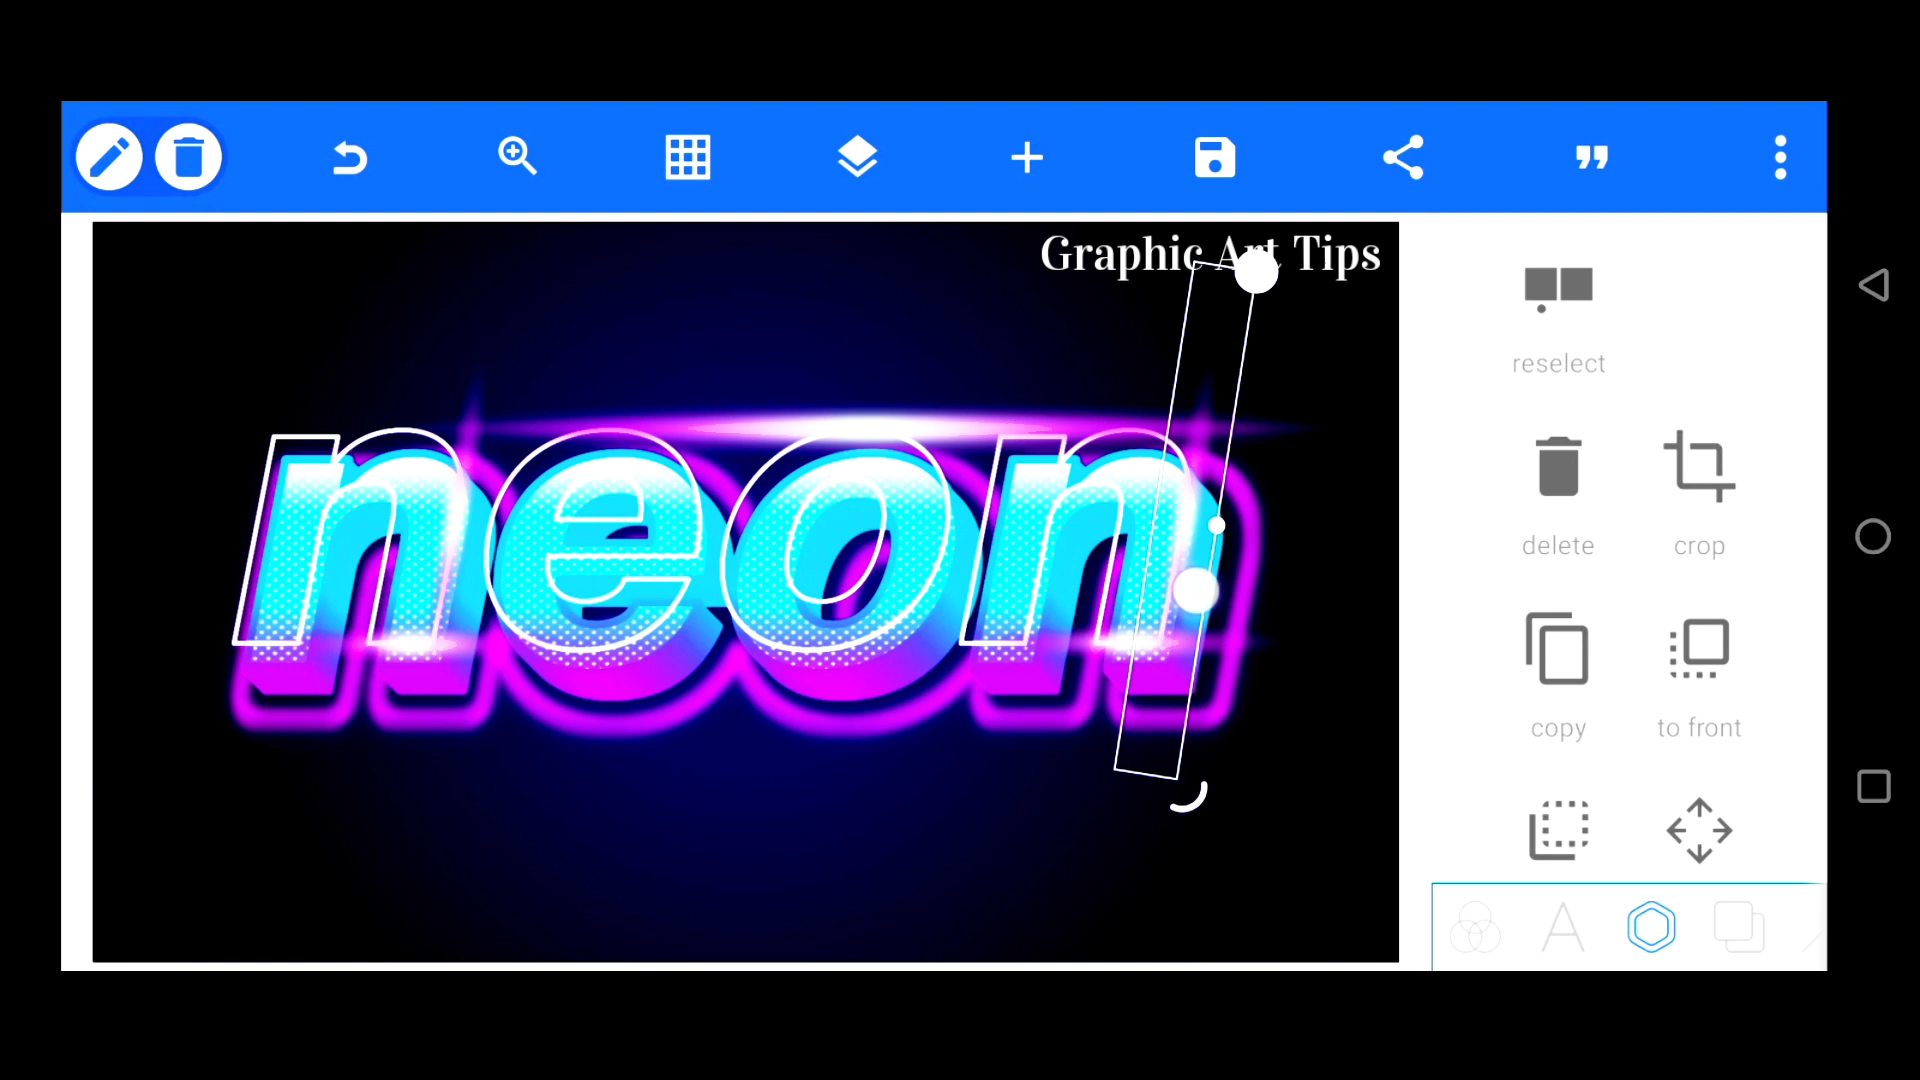 Graphic Art Tips
reselect
neon
delete crop
copy to front